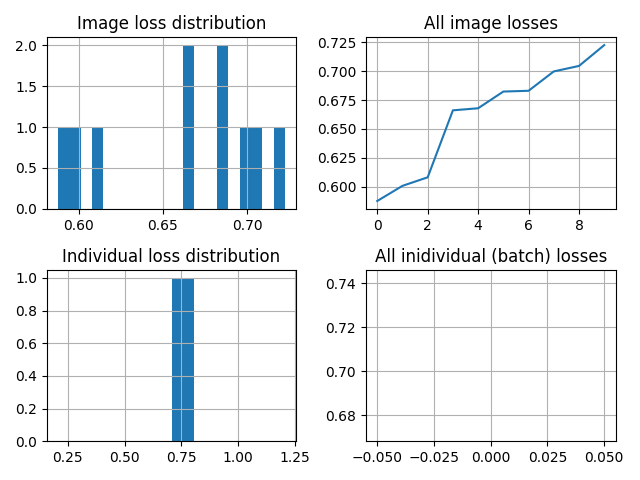 Image loss distribution
2.0
1.5
1.0
0.5
0.0
0.60 0.65 0.70
All image losses
0.725
0.700
0.675
0.650
0.625
0.600
0 2 4 6 8
Individual loss distribution
1.0
0.8
0.6
0.4
0.2
0.0
0.25 0.50 0.75 1.00 1.25
All inidividual (batch) losses
0.74
0.72
0.70
0.68
−0.050 −0.025 0.000 0.025 0.050